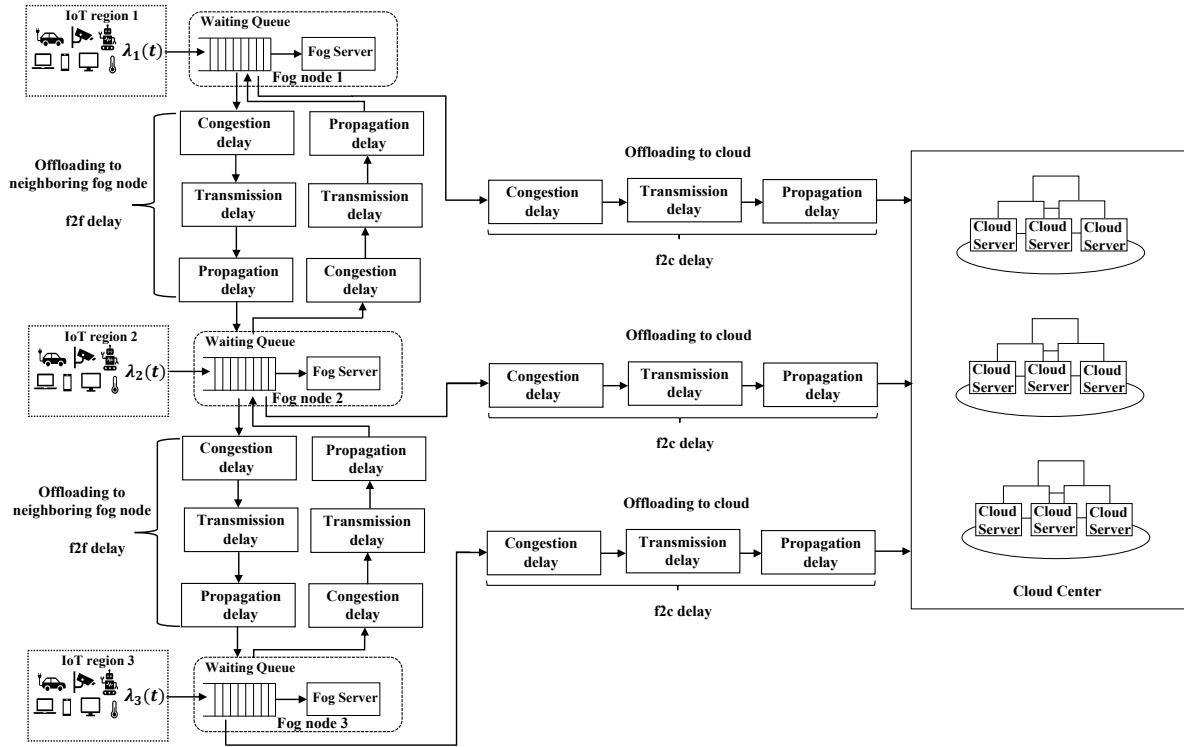 IoT region 1
λ₁(t)
Waiting Queue
Fog Server
Fog node 1
Congestion
delay
Propagation
delay
Offloading to
neighboring fog node
f2f delay
Transmission
delay
Transmission
delay
Propagation
delay
Congestion
delay
Offloading to cloud
Congestion
delay
Transmission
delay
Propagation
delay
f2c delay
Cloud
Server
Cloud
Server
Cloud
Server
IoT region 2
λ₂(t)
Waiting Queue
Fog Server
Fog node 2
Offloading to cloud
Congestion
delay
Transmission
delay
Propagation
delay
f2c delay
Cloud
Server
Cloud
Server
Cloud
Server
Congestion
delay
Propagation
delay
Offloading to
neighboring fog node
f2f delay
Transmission
delay
Transmission
delay
Propagation
delay
Congestion
delay
Offloading to cloud
Congestion
delay
Transmission
delay
Propagation
delay
f2c delay
Cloud
Server
Cloud
Server
Cloud
Server
Cloud Center
IoT region 3
λ₃(t)
Waiting Queue
Fog Server
Fog node 3